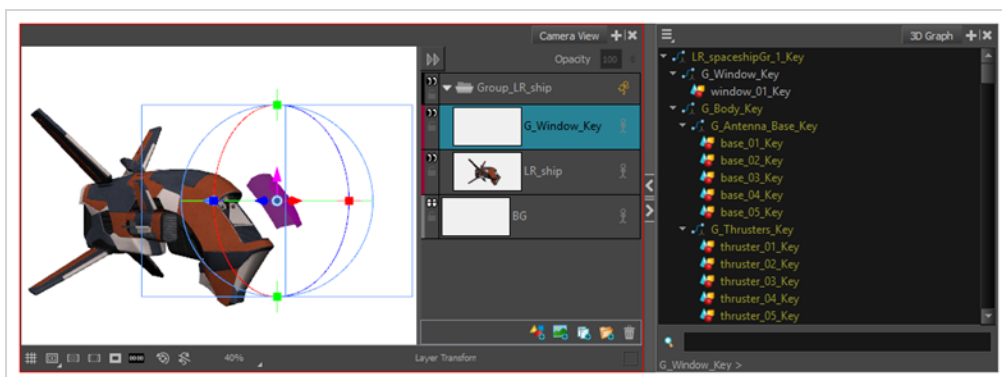 Camera View
Opacity 100
Group_LR_ship
G_Window_Key
LR_ship
BG
40%
Layer Transform
3D Graph
LR_spaceshipGr_1_Key
G_Window_Key
window_01_Key
G_Body_Key
G_Antenna_Base_Key
base_01_Key
base_02_Key
base_03_Key
base_04_Key
base_05_Key
G_Thrusters_Key
thruster_01_Key
thruster_02_Key
thruster_03_Key
thruster_04_Key
thruster_05_Key
G_Window_Key >